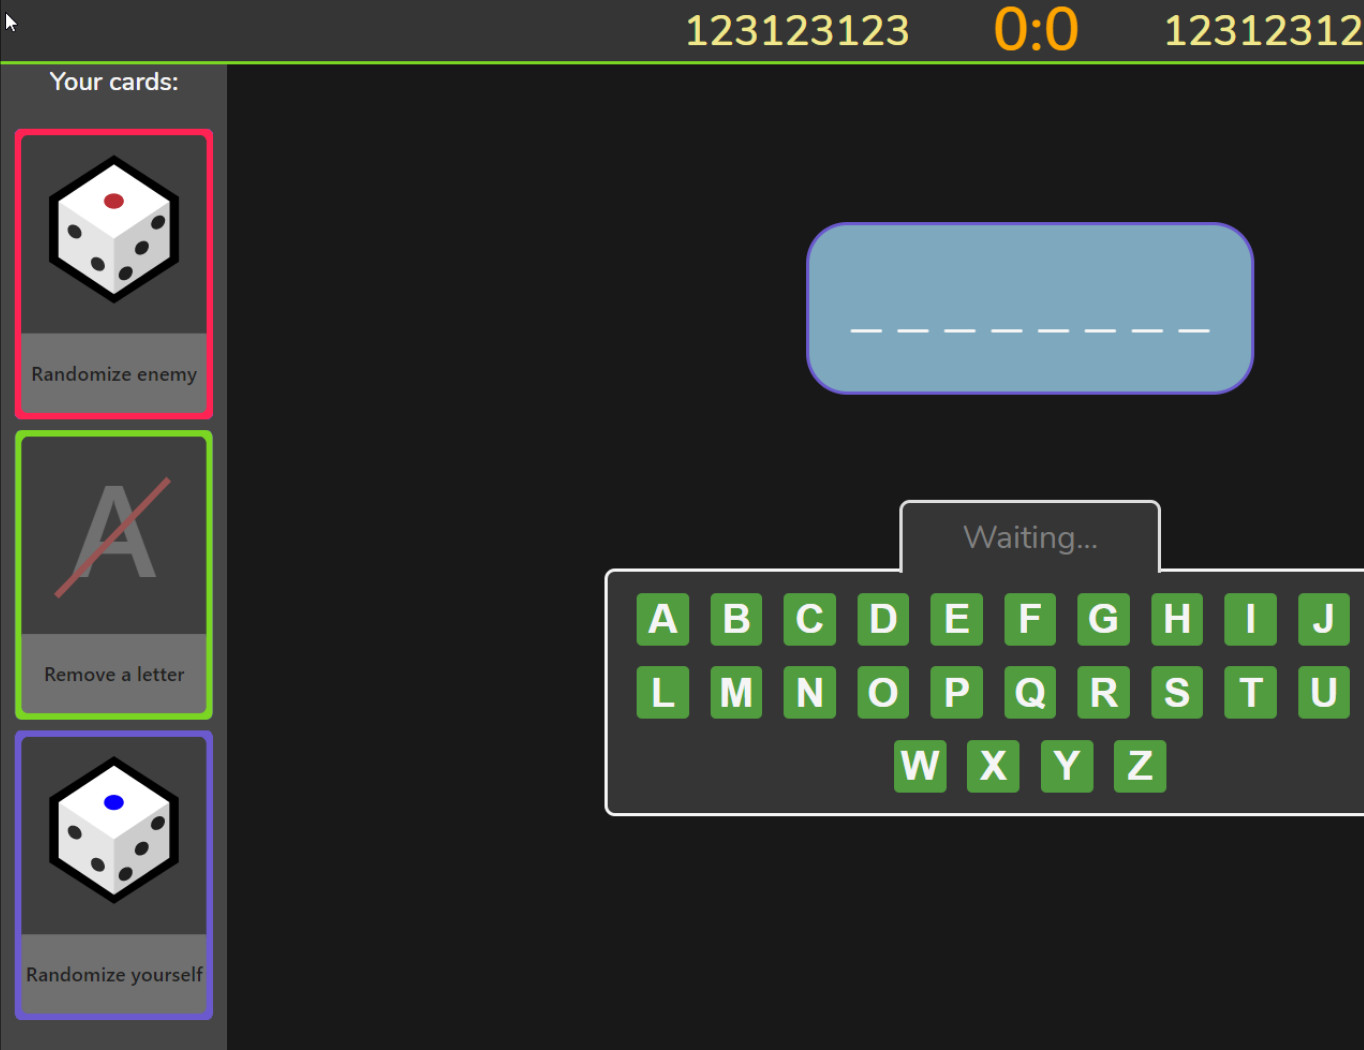 123123123 0:0 12312312
Your cards:
Randomize enemy
Remove a letter
Randomize yourself
_ _ _ _ _ _ _ _
Waiting...
A B C D E F G H I J
L M N O P Q R S T U
W X Y Z